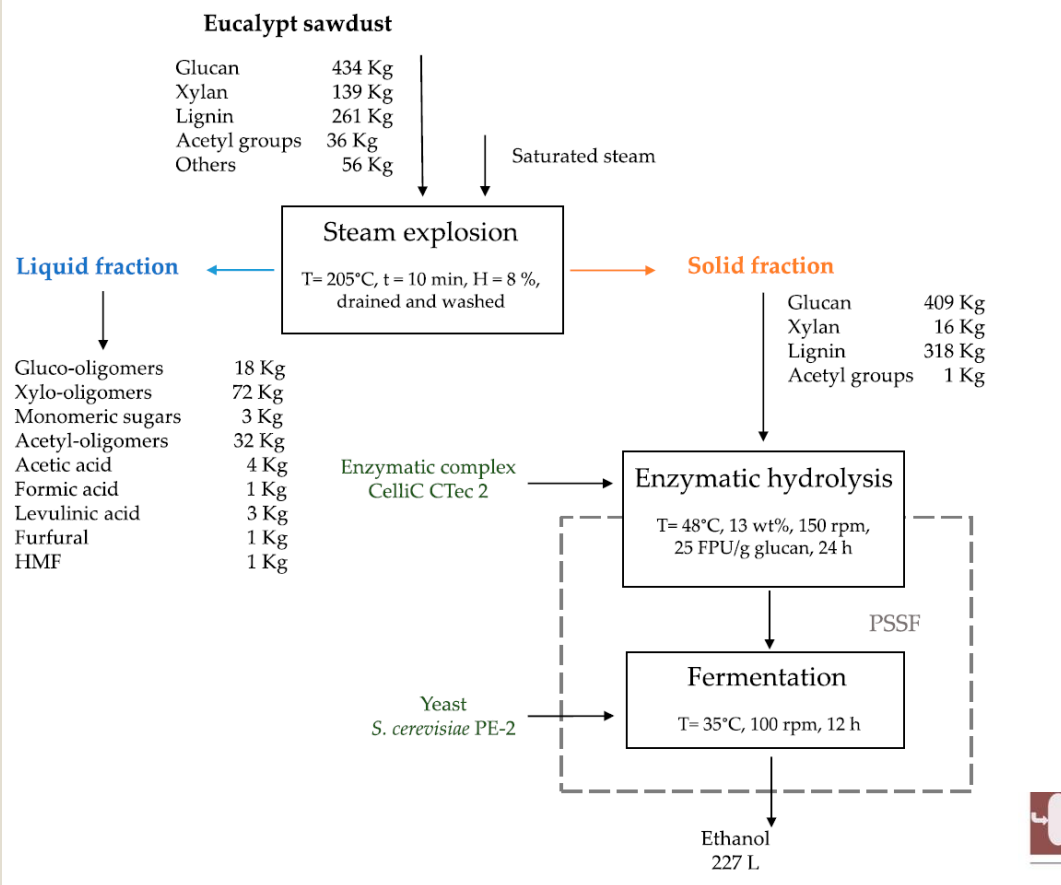 Eucalypt sawdust
Glucan 434 Kg
Xylan 139 Kg
Lignin 261 Kg
Acetyl groups 36 Kg
Others 56 Kg
Saturated steam
Steam explosion
T= 205°C, t = 10 min, H = 8 %,
drained and washed
Liquid fraction
Solid fraction
Glucan 409 Kg
Xylan 16 Kg
Lignin 318 Kg
Acetyl groups 1 Kg
Gluco-oligomers 18 Kg
Xylo-oligomers 72 Kg
Monomeric sugars 3 Kg
Acetyl-oligomers 32 Kg
Acetic acid 4 Kg
Formic acid 1 Kg
Levulinic acid 3 Kg
Furfural 1 Kg
HMF 1 Kg
Enzymatic complex
CelliC CTec 2
Enzymatic hydrolysis
T= 48°C, 13 wt%, 150 rpm,
25 FPU/g glucan, 24 h
PSSF
Yeast
S. cerevisiae PE-2
Fermentation
T= 35°C, 100 rpm, 12 h
Ethanol
227 L